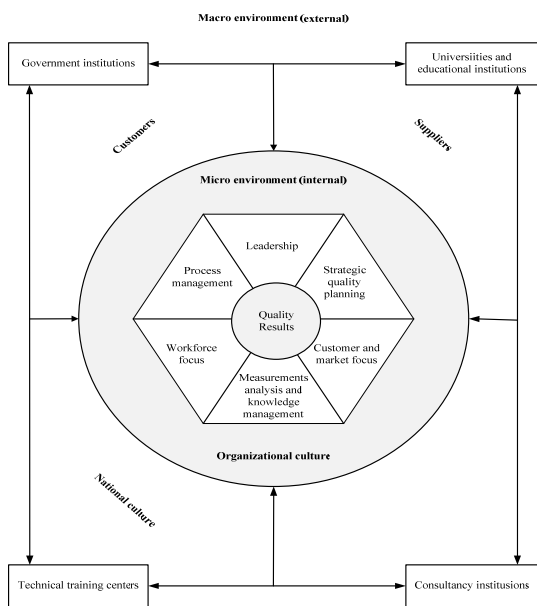 Macro environment (external)
Government institutions
Universiities and
educational institutions
Customers
Suppliers
Micro environment (internal)
Leadership
Process
management
Strategic
quality
planning
Quality
Results
Workforce
focus
Customer and
market focus
Measurements
analysis and
knowledge
management
Organizational culture
National culture
Technical training centers
Consultancy institusions